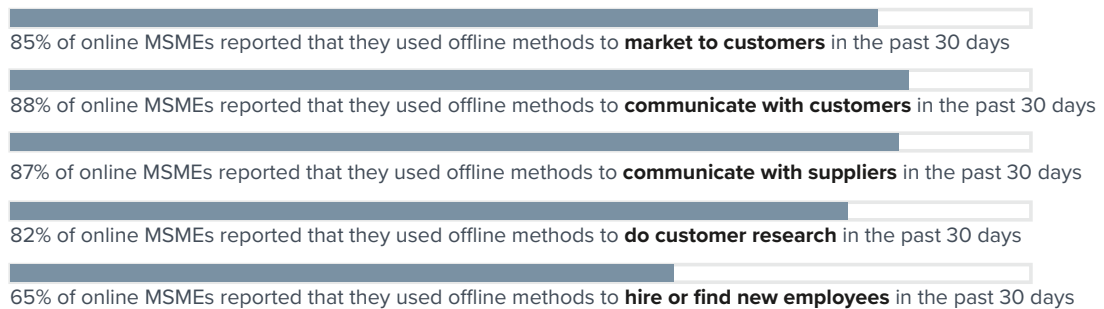 85% of online MSMEs reported that they used offline methods to market to customers in the past 30 days
88% of online MSMEs reported that they used offline methods to communicate with customers in the past 30 days
87% of online MSMEs reported that they used offline methods to communicate with suppliers in the past 30 days
82% of online MSMEs reported that they used offline methods to do customer research in the past 30 days
65% of online MSMEs reported that they used offline methods to hire or find new employees in the past 30 days